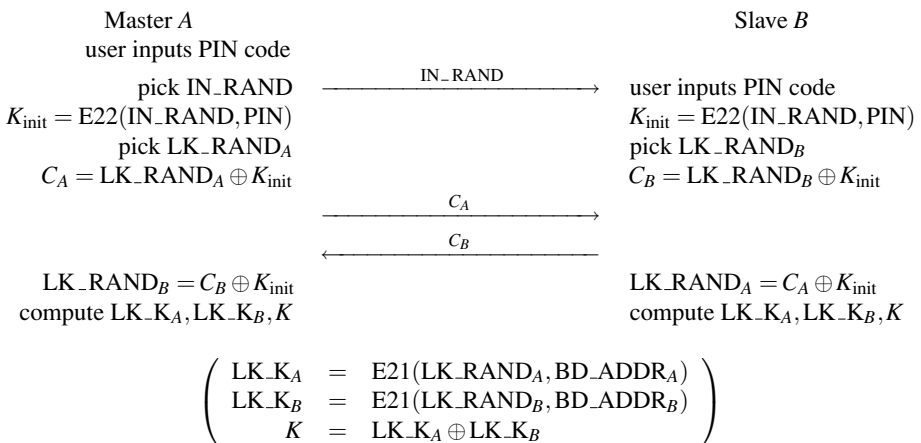 Master A Slave B
user inputs PIN code
pick IN_RAND IN_RAND user inputs PIN code
K_init = E22(IN_RAND, PIN) K_init = E22(IN_RAND, PIN)
pick LK_RAND_A pick LK_RAND_B
C_A = LK_RAND_A ⊕ K_init C_B = LK_RAND_B ⊕ K_init
C_A
C_B
LK_RAND_B = C_B ⊕ K_init LK_RAND_A = C_A ⊕ K_init
compute LK_K_A, LK_K_B, K compute LK_K_A, LK_K_B, K
LK_K_A = E21(LK_RAND_A, BD_ADDR_A)
LK_K_B = E21(LK_RAND_B, BD_ADDR_B)
K = LK_K_A ⊕ LK_K_B